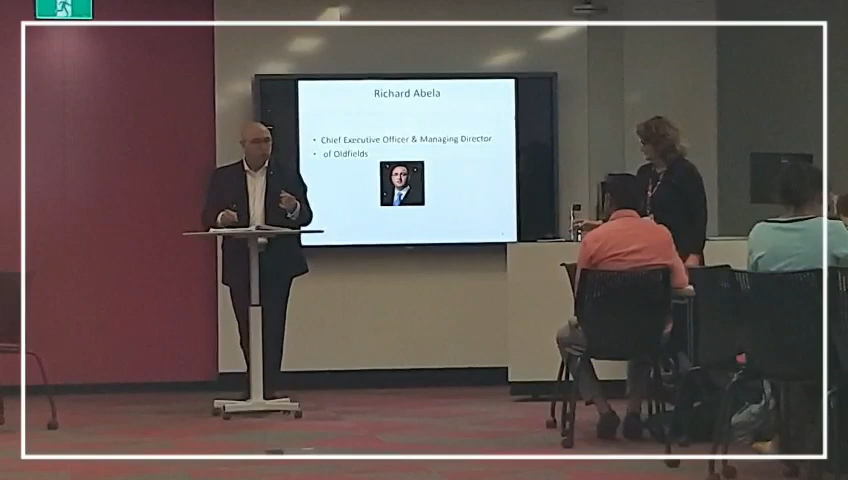 Richard Abela
• Chief Executive Officer & Managing Director
• of Oldfields